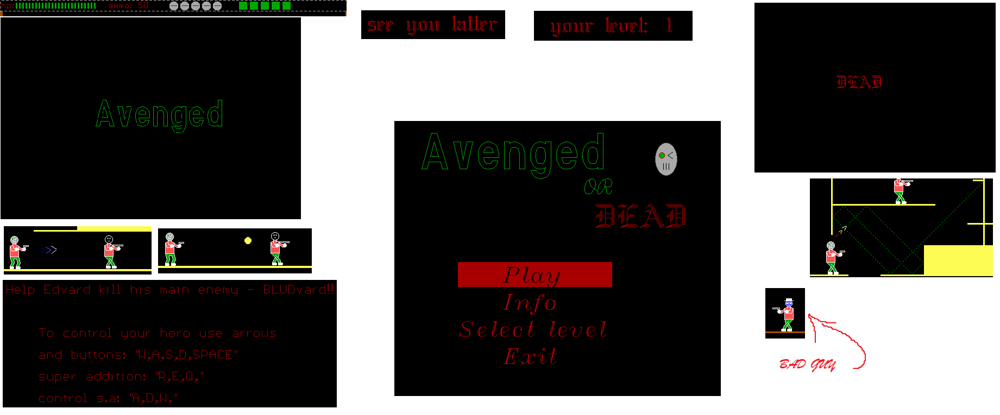 hp: ammo: 50
see you latter
your level: 1
Avenged
DEAD
Avenged
OR
DEAD
Play
Info
Select level
Exit
Help Edvard kill his main enemy - BLUDvard!!
To control your hero use arrows
and buttons: "W,A,S,D,SPACE"
super addition: "R,E,Q,"
control s.a: "A,D,W,"
BAD GUY